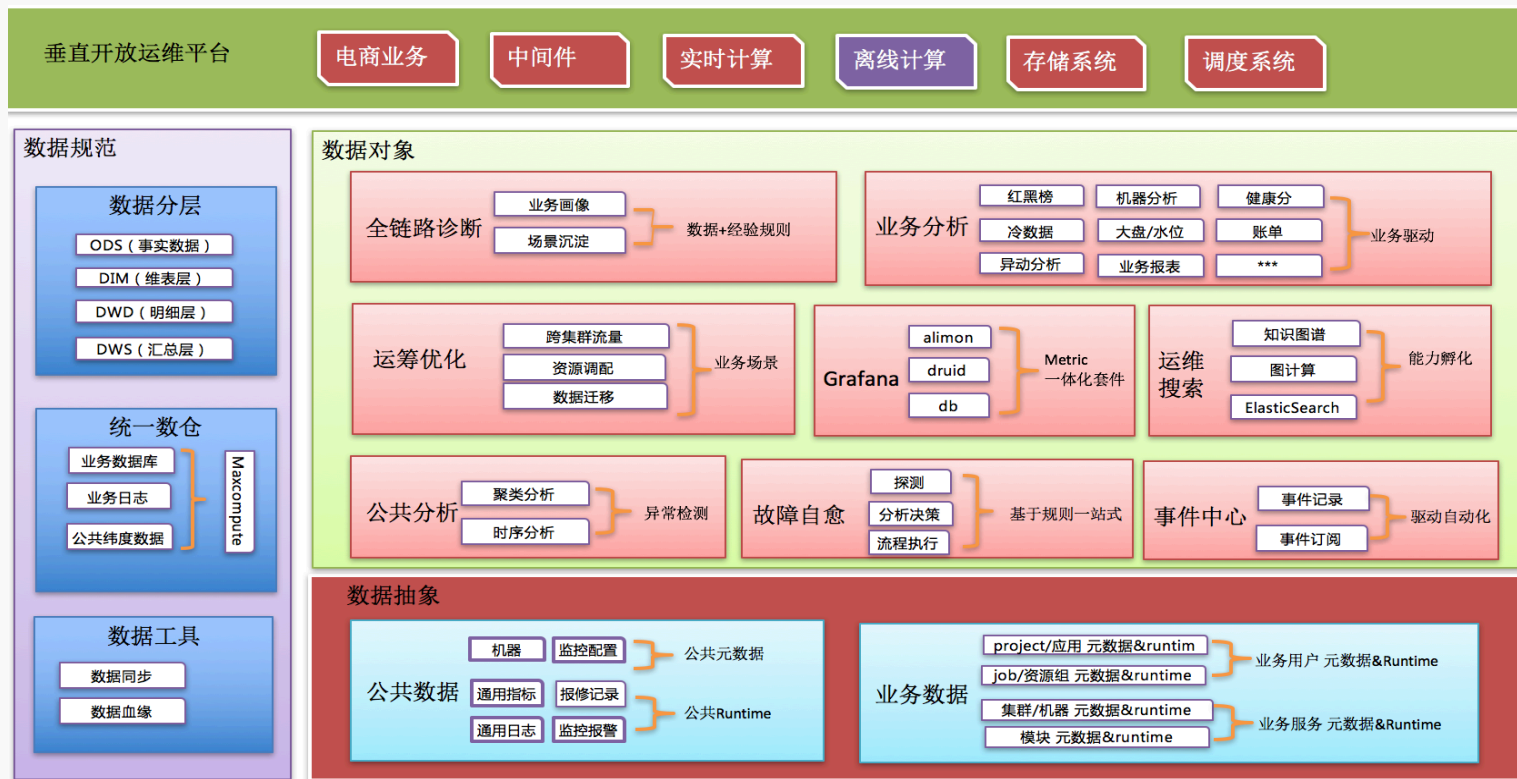 垂直开放运维平台
电商业务
中间件
实时计算
离线计算
存储系统
调度系统
数据规范
数据分层
ODS（事实数据）
DIM（维表层）
DWD（明细层）
DWS（汇总层）
统一数仓
业务数据库
业务日志
公共纬度数据
Maxcompute
数据工具
数据同步
数据血缘
数据对象
全链路诊断
业务画像
场景沉淀
数据+经验规则
业务分析
红黑榜
机器分析
健康分
冷数据
大盘/水位
账单
异动分析
业务报表
***
业务驱动
运筹优化
跨集群流量
资源调配
数据迁移
业务场景
Grafana
alimon
druid
db
Metric
一体化套件
运维
搜索
知识图谱
图计算
ElasticSearch
能力孵化
公共分析
聚类分析
时序分析
异常检测
故障自愈
探测
分析决策
流程执行
基于规则一站式
事件中心
事件记录
事件订阅
驱动自动化
数据抽象
公共数据
机器
监控配置
公共元数据
通用指标
报修记录
通用日志
监控报警
公共Runtime
业务数据
project/应用 元数据&runtim
job/资源组 元数据&runtime
业务用户 元数据&Runtime
集群/机器 元数据&runtime
模块 元数据&runtime
业务服务 元数据&Runtime